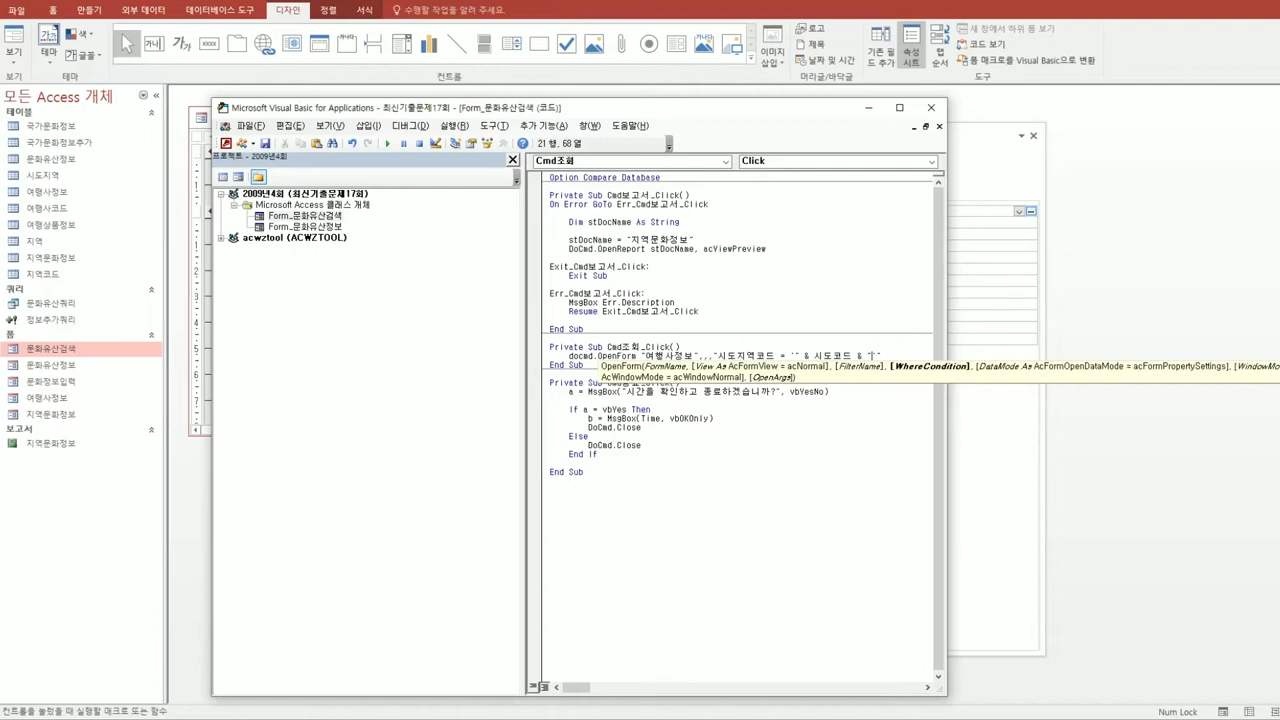 파일 홈 만들기 외부 데이터 데이터베이스 도구 디자인 정렬 서식 수행할 작업을 알려 주세요.
보기
테마
색
글꼴
가나
가가
xxxx
이미지
삽입
로고
제목
날짜 및 시간
기존 필
드 추가
속성
시트
탭
순서
새 창에서 하위 폼 보기
코드 보기
폼 매크로를 Visual Basic으로 변환
보기 테마 컨트롤 머리글/바닥글 도구
모든 Access 개체
테이블
국가문화정보
국가문화정보추가
문화유산정보
시도지역
여행사정보
여행사코드
여행상품정보
지역
지역문화정보
지역코드
쿼리
문화유산쿼리
정보추가쿼리
폼
문화유산검색
문화유산정보
문화정보입력
여행사정보
지역문화정보
보고서
지역문화정보
Microsoft Visual Basic for Applications - 최신기출문제17회 - [Form_문화유산검색 (코드)]
파일(F) 편집(E) 보기(V) 삽입(I) 디버그(D) 실행(R) 도구(T) 추가 기능(A) 창(W) 도움말(H)
21 행, 68 열
프로젝트 - 2009년4회
2009년4회 (최신기출문제17회)
Microsoft Access 클래스 개체
Form_문화유산검색
Form_문화유산정보
acwztool (ACWZTOOL)
Cmd조회 Click
Option Compare Database
Private Sub Cmd보고서_Click()
On Error GoTo Err_Cmd보고서_Click
Dim stDocName As String
stDocName = "지역문화정보"
DoCmd.OpenReport stDocName, acViewPreview
Exit_Cmd보고서_Click:
Exit Sub
Err_Cmd보고서_Click:
MsgBox Err.Description
Resume Exit_Cmd보고서_Click
End Sub
Private Sub Cmd조회_Click()
docmd.OpenForm "여행사정보",,,"시도지역코드 = '" & 시도코드 & "'"
End Sub
OpenForm(FormName, [View As AcFormView = acNormal], [FilterName], [WhereCondition], [DataMode As AcFormOpenDataMode = acFormPropertySettings],
AcWindowMode = acWindowNormal], [OpenArgs])
Private Sub
a = MsgBox("시간을 확인하고 종료하겠습니까?", vbYesNo)
If a = vbYes Then
b = MsgBox(Time, vbOKOnly)
DoCmd.Close
Else
DoCmd.Close
End If
End Sub
컨트롤을 눌렀을 때 실행할 매크로 또는 함수
Num Lock